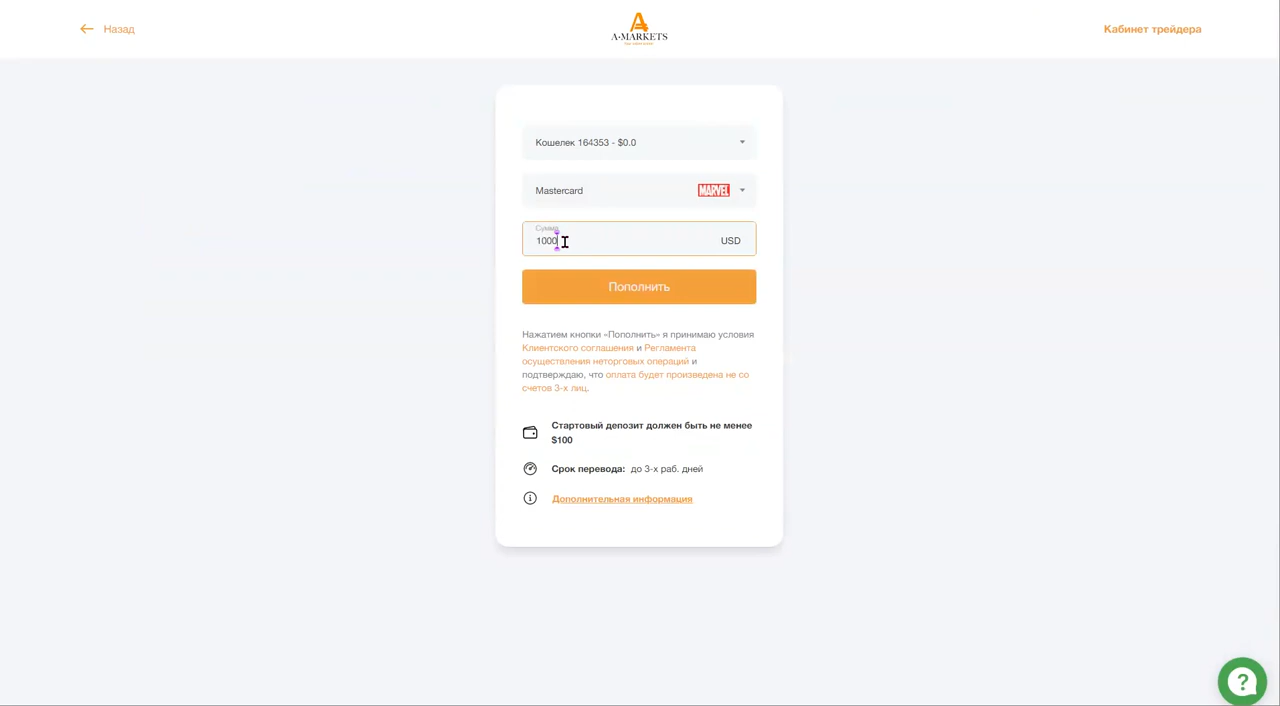 Назад
A·MARKETS
Кабинет трейдера
Кошелек 164353 - $0.0
Mastercard
MARVEL
Сумма
1000
USD
Пополнить
Нажатием кнопки «Пополнить» я принимаю условия
Клиентского соглашения и Регламента
осуществления неторговых операций и
подтверждаю, что оплата будет произведена не со
счетов 3-х лиц.
Стартовый депозит должен быть не менее
$100
Срок перевода: до 3-х раб. дней
Дополнительная информация